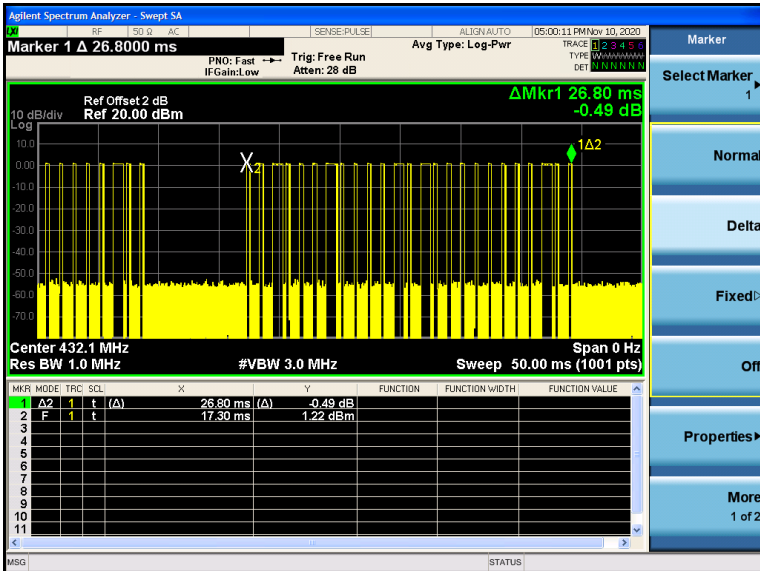 Agilent Spectrum Analyzer - Swept SA
LXI RF 50 Ω AC SENSE:PULSE ALIGN AUTO 05:00:11 PM Nov 10, 2020
Marker 1 Δ 26.8000 ms
PNO: Fast
IFGain:Low
Trig: Free Run
Atten: 28 dB
Avg Type: Log-Pwr
TRACE 1 2 3 4 5 6
TYPE W
DET N N N N N N
ΔMkr1 26.80 ms
-0.49 dB
Ref Offset 2 dB
10 dB/div Ref 20.00 dBm
Log
10.0
0.00
-10.0
-20.0
-30.0
-40.0
-50.0
-60.0
-70.0
X2
1Δ2
Center 432.1 MHz Span 0 Hz
Res BW 1.0 MHz #VBW 3.0 MHz Sweep 50.00 ms (1001 pts)
MKR MODE TRC SCL X Y FUNCTION FUNCTION WIDTH FUNCTION VALUE
1 Δ2 1 t (Δ) 26.80 ms (Δ) -0.49 dB
2 F 1 t 17.30 ms 1.22 dBm
3
4
5
6
7
8
9
10
11
MSG STATUS
Marker
Select Marker
1
Normal
Delta
Fixed
Off
Properties
More
1 of 2